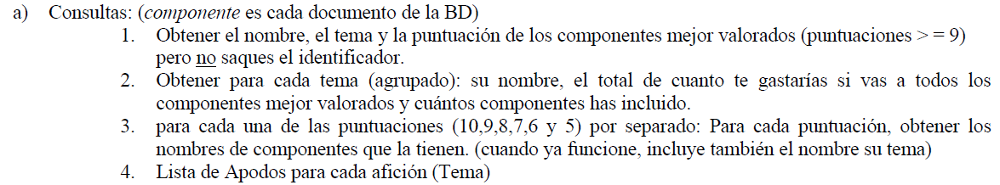 a) Consultas: (componente es cada documento de la BD)
1. Obtener el nombre, el tema y la puntuación de los componentes mejor valorados (puntuaciones > = 9)
pero no saques el identificador.
2. Obtener para cada tema (agrupado): su nombre, el total de cuanto te gastarías si vas a todos los
componentes mejor valorados y cuántos componentes has incluido.
3. para cada una de las puntuaciones (10,9,8,7,6 y 5) por separado: Para cada puntuación, obtener los
nombres de componentes que la tienen. (cuando ya funcione, incluye también el nombre su tema)
4. Lista de Apodos para cada afición (Tema)